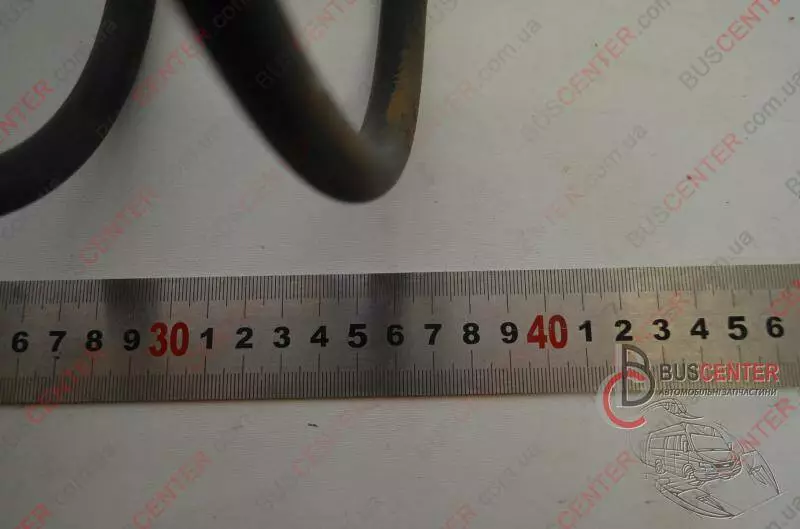 6 7 8 9 30 1 2 3 4 5 6 7 8 9 40 1 2 3 4 5 6
BUSCENTER
АВТОМОБІЛЬНІ ЗАПЧАСТИНИ
BUSCENTER.com.ua